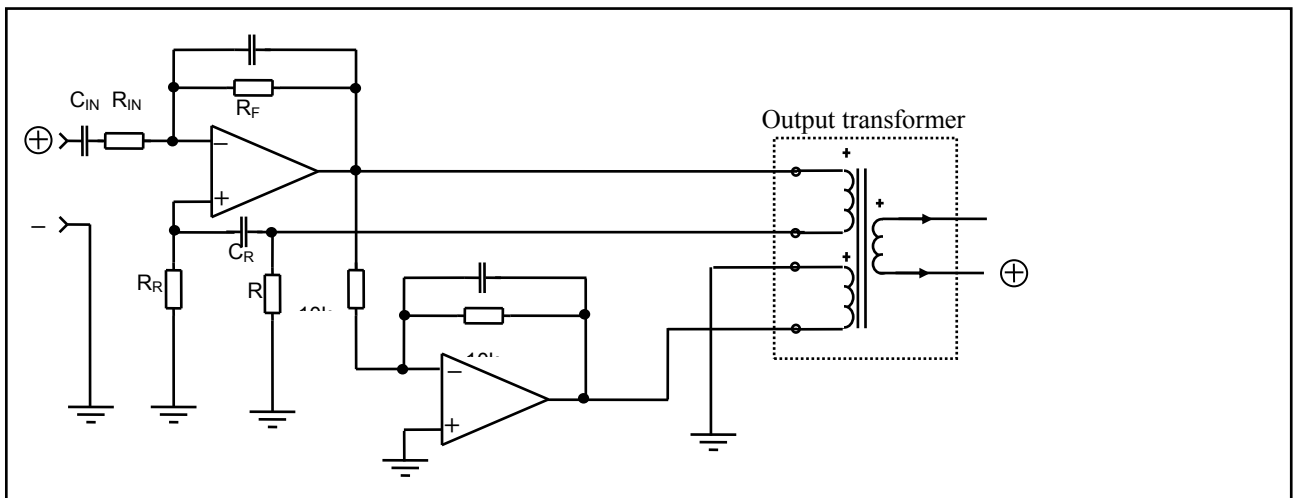 C_IN R_IN
R_F
Output transformer
+
−
−
+
+
+
+
C_R
R_R
R
−
+
+